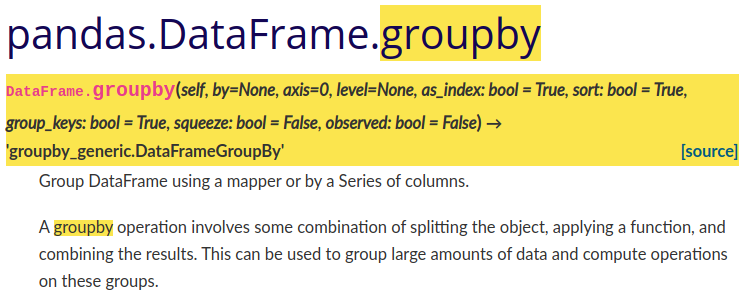 pandas.DataFrame.groupby
DataFrame.groupby(self, by=None, axis=0, level=None, as_index: bool = True, sort: bool = True,
group_keys: bool = True, squeeze: bool = False, observed: bool = False) →
'groupby_generic.DataFrameGroupBy' [source]
Group DataFrame using a mapper or by a Series of columns.
A groupby operation involves some combination of splitting the object, applying a function, and
combining the results. This can be used to group large amounts of data and compute operations
on these groups.